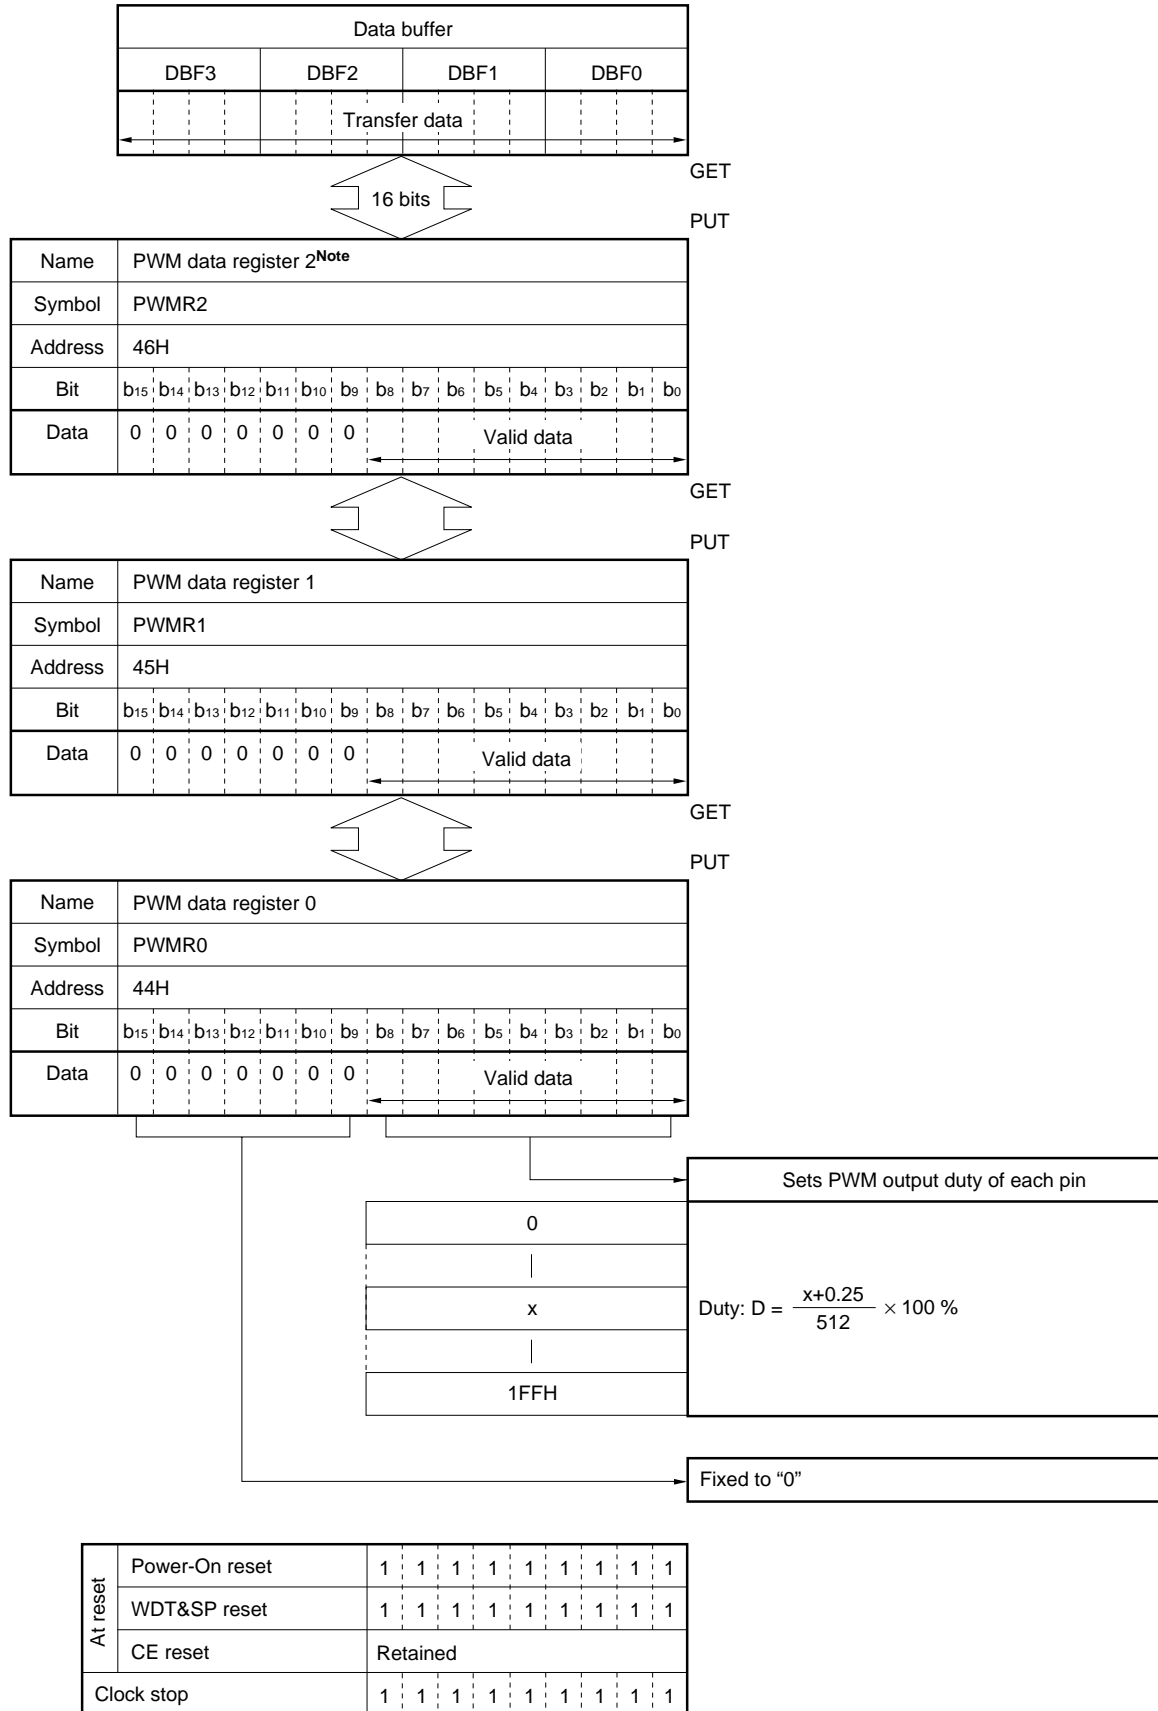 Data buffer
DBF3 DBF2 DBF1 DBF0
Transfer data
GET
16 bits
PUT
Name PWM data register 2Note
Symbol PWMR2
Address 46H
Bit b15 b14 b13 b12 b11 b10 b9 b8 b7 b6 b5 b4 b3 b2 b1 b0
Data 0 0 0 0 0 0 0 Valid data
GET
PUT
Name PWM data register 1
Symbol PWMR1
Address 45H
Bit b15 b14 b13 b12 b11 b10 b9 b8 b7 b6 b5 b4 b3 b2 b1 b0
Data 0 0 0 0 0 0 0 Valid data
GET
PUT
Name PWM data register 0
Symbol PWMR0
Address 44H
Bit b15 b14 b13 b12 b11 b10 b9 b8 b7 b6 b5 b4 b3 b2 b1 b0
Data 0 0 0 0 0 0 0 Valid data
Sets PWM output duty of each pin
0
x
1FFH
Duty: D = x+0.25 / 512 × 100 %
Fixed to “0”
At reset
Power-On reset 1 1 1 1 1 1 1 1 1
WDT&SP reset 1 1 1 1 1 1 1 1 1
CE reset Retained
Clock stop 1 1 1 1 1 1 1 1 1